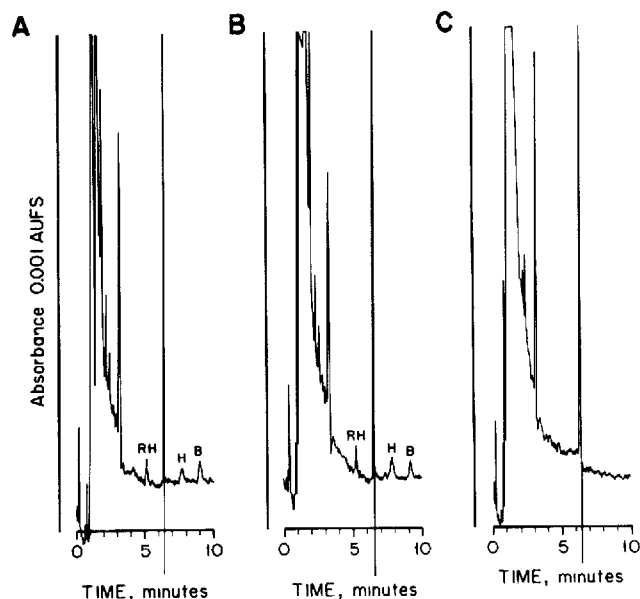 A
B
C
Absorbance 0.001 AUFS
RH
H
B
RH
H
B
0
5
10
0
5
10
0
5
10
TIME, minutes
TIME, minutes
TIME, minutes